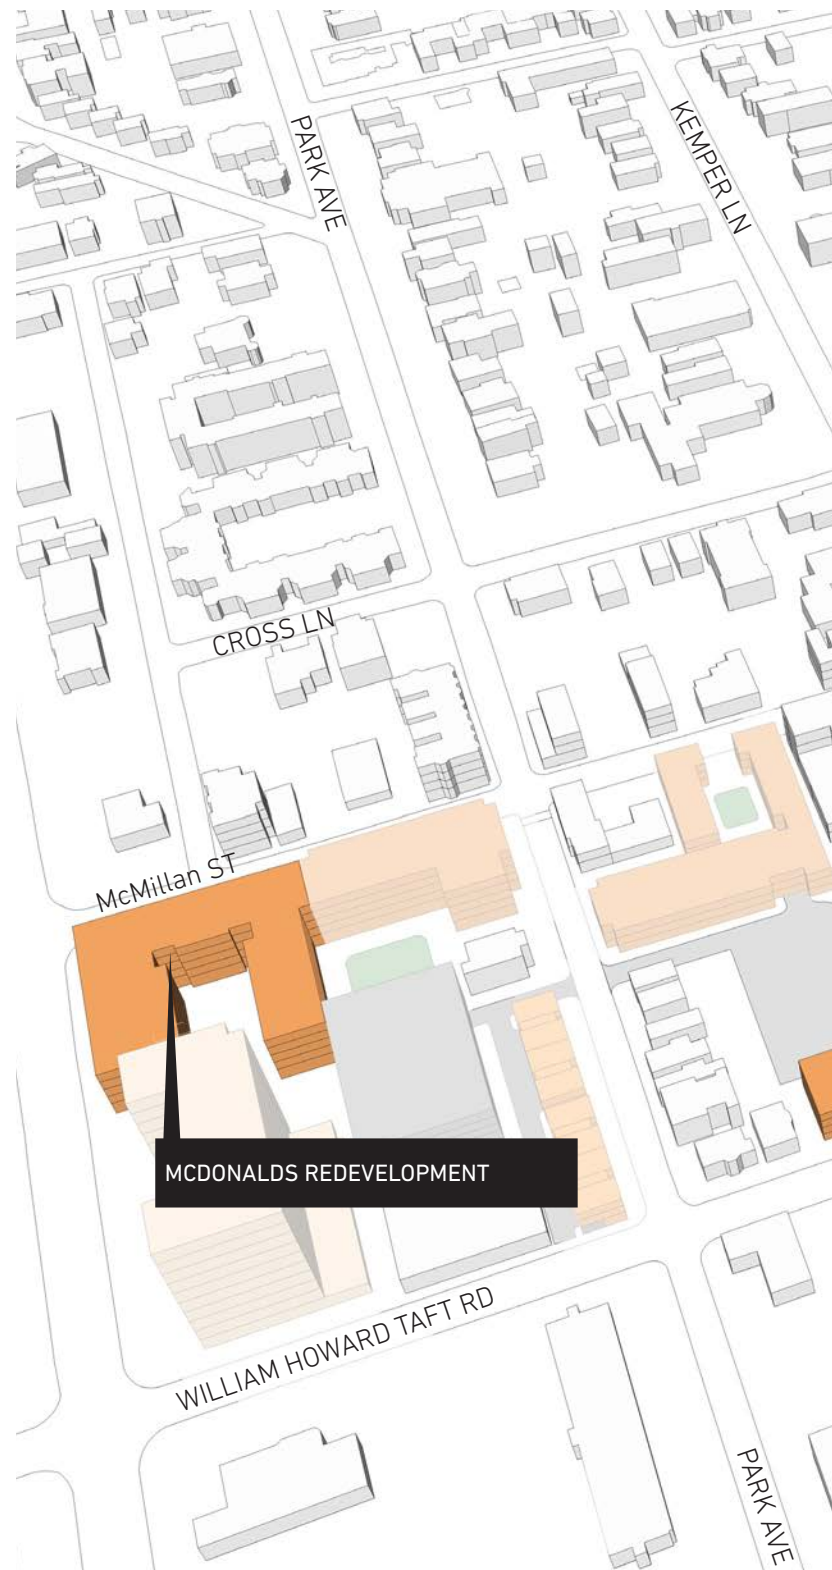 PARK AVE
KEMPER LN
CROSS LN
McMillan ST
MCDONALDS REDEVELOPMENT
WILLIAM HOWARD TAFT RD
PARK AVE